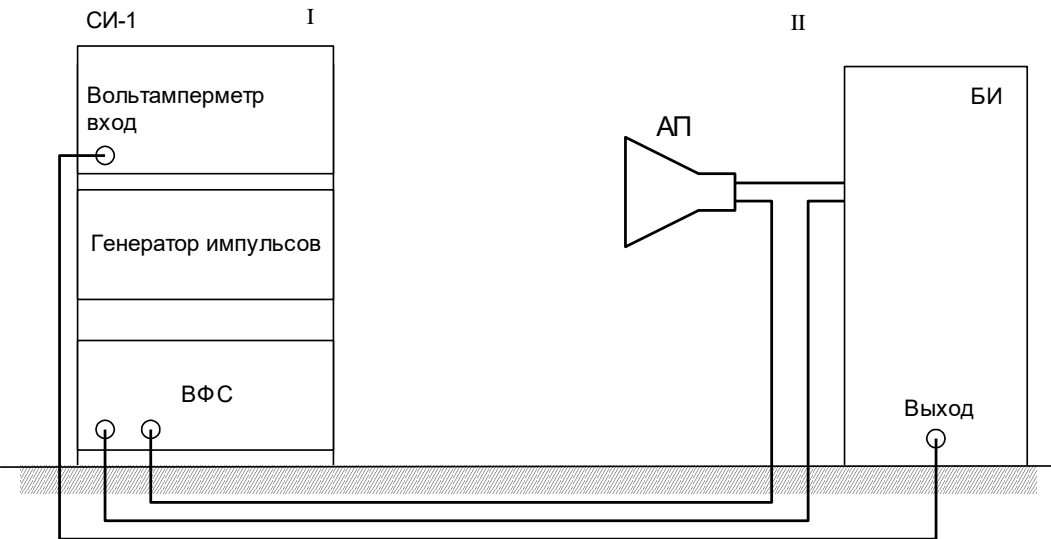 СИ-1
I
II
Вольтамперметр
вход
БИ
АП
Генератор импульсов
ВФС
Выход